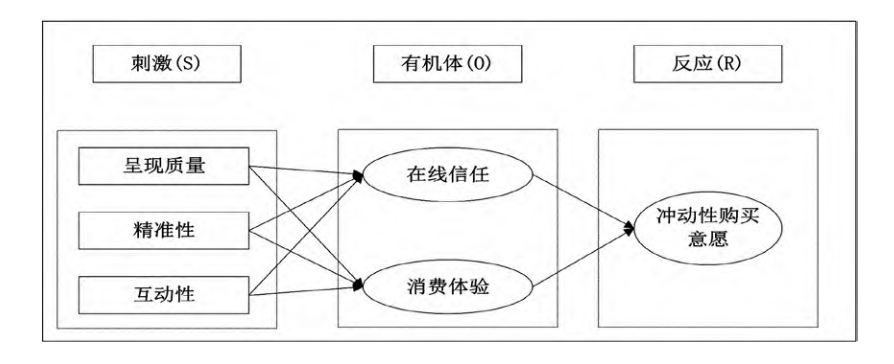 刺激(S)
有机体(O)
反应(R)
呈现质量
精准性
互动性
在线信任
消费体验
冲动性购买
意愿